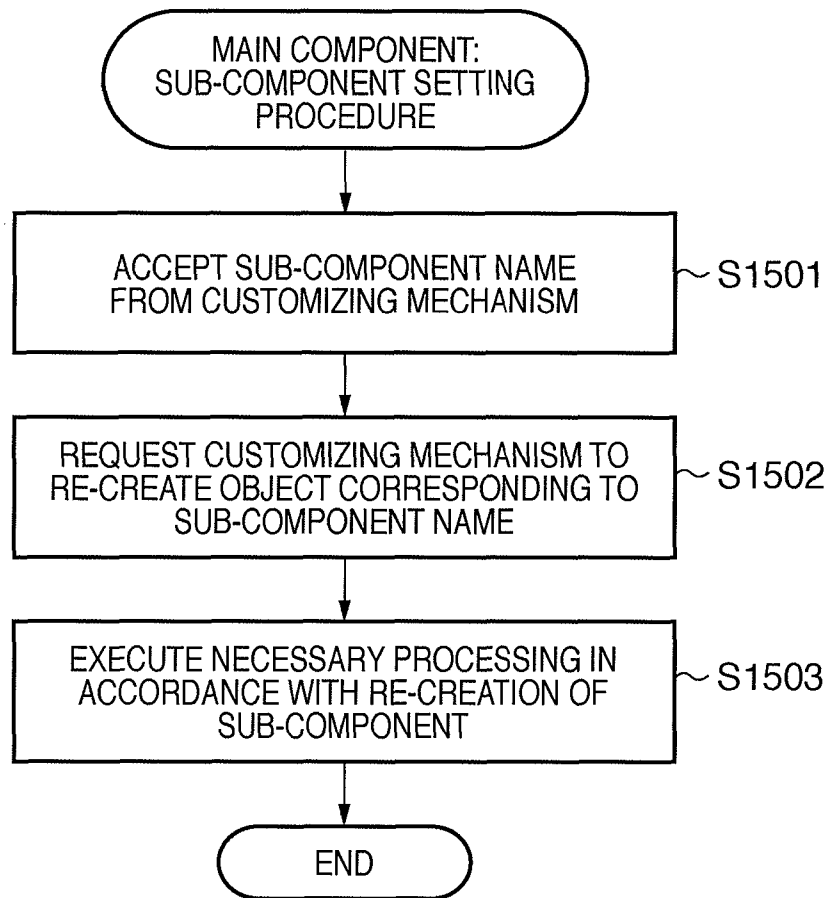 MAIN COMPONENT:
SUB-COMPONENT SETTING
PROCEDURE
ACCEPT SUB-COMPONENT NAME
FROM CUSTOMIZING MECHANISM
S1501
REQUEST CUSTOMIZING MECHANISM TO
RE-CREATE OBJECT CORRESPONDING TO
SUB-COMPONENT NAME
S1502
EXECUTE NECESSARY PROCESSING IN
ACCORDANCE WITH RE-CREATION OF
SUB-COMPONENT
S1503
END